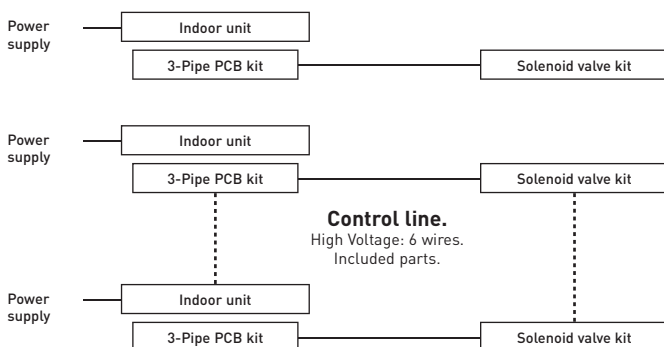 Power
supply
Indoor unit
3-Pipe PCB kit
Solenoid valve kit
Power
supply
Indoor unit
3-Pipe PCB kit
Solenoid valve kit
Control line.
High Voltage: 6 wires.
Included parts.
Power
supply
Indoor unit
3-Pipe PCB kit
Solenoid valve kit